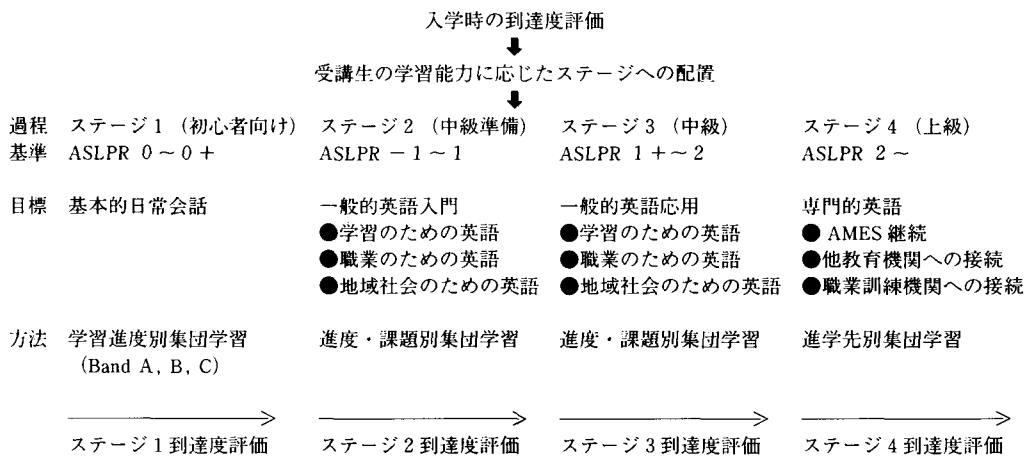 入学時の到達度評価
受講生の学習能力に応じたステージへの配置
過程 ステージ1（初心者向け） ステージ2（中級準備） ステージ3（中級） ステージ4（上級）
基準 ASLPR 0～0＋ ASLPR －1～1 ASLPR 1＋～2 ASLPR 2～
目標 基本的日常会話 一般的英語入門 一般的英語応用 専門的英語
●学習のための英語 ●学習のための英語 ● AMES 継続
●職業のための英語 ●職業のための英語 ●他教育機関への接続
●地域社会のための英語 ●地域社会のための英語 ●職業訓練機関への接続
方法 学習進度別集団学習 進度・課題別集団学習 進度・課題別集団学習 進学先別集団学習
（Band A, B, C）
ステージ1到達度評価 ステージ2到達度評価 ステージ3到達度評価 ステージ4到達度評価